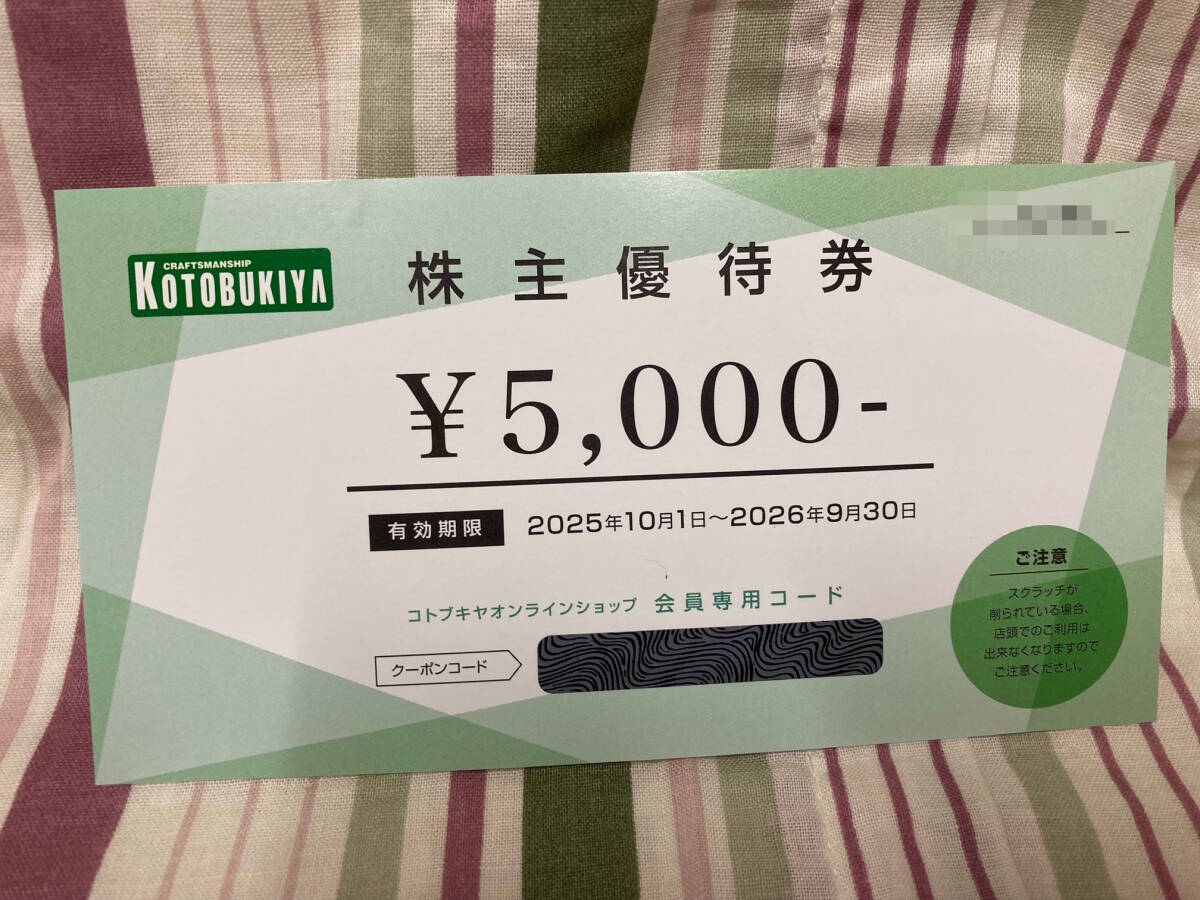 CRAFTSMANSHIP
KOTOBUKIYA
株主優待券
¥5,000-
有効期限 2025年10月1日〜2026年9月30日
コトブキヤオンラインショップ 会員専用コード
クーポンコード
ご注意
スクラッチが
削られている場合、
店頭でのご利用は
出来なくなりますので
ご注意ください。